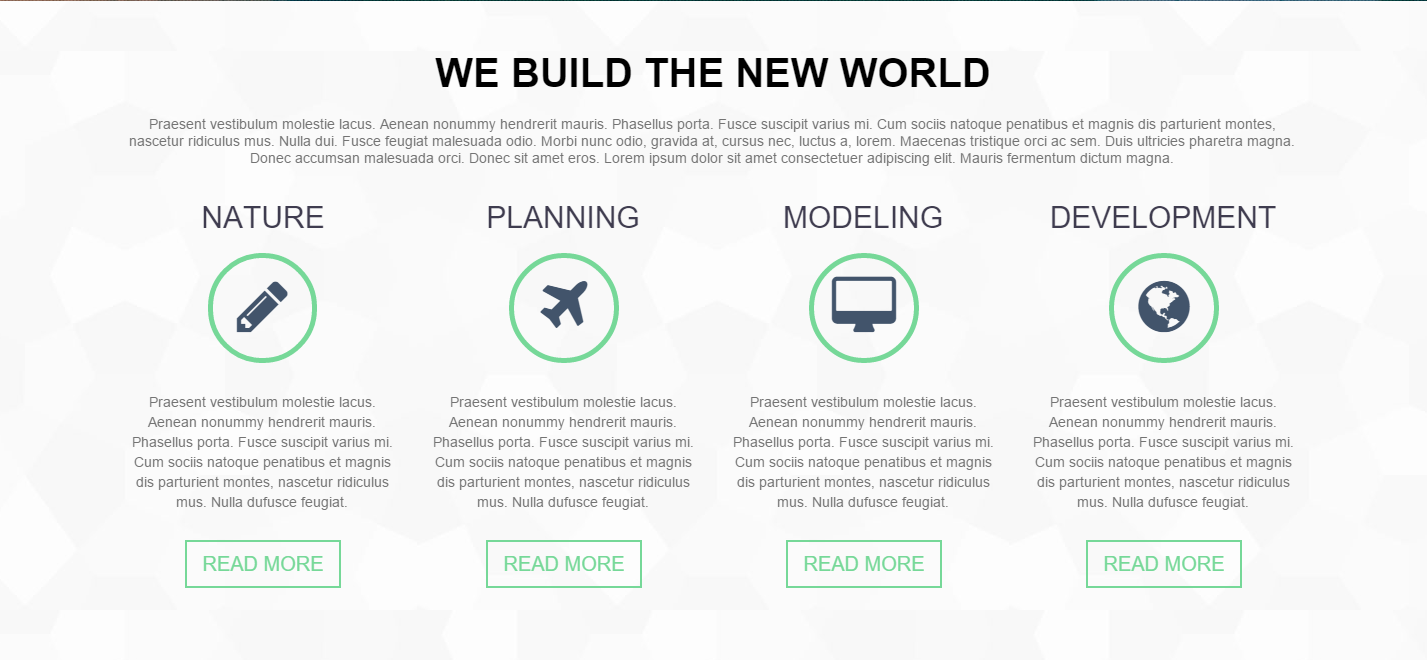 WE BUILD THE NEW WORLD
Praesent vestibulum molestie lacus. Aenean nonummy hendrerit mauris. Phasellus porta. Fusce suscipit varius mi. Cum sociis natoque penatibus et magnis dis parturient montes,
nascetur ridiculus mus. Nulla dui. Fusce feugiat malesuada odio. Morbi nunc odio, gravida at, cursus nec, luctus a, lorem. Maecenas tristique orci ac sem. Duis ultricies pharetra magna.
Donec accumsan malesuada orci. Donec sit amet eros. Lorem ipsum dolor sit amet consectetuer adipiscing elit. Mauris fermentum dictum magna.
NATURE
Praesent vestibulum molestie lacus.
Aenean nonummy hendrerit mauris.
Phasellus porta. Fusce suscipit varius mi.
Cum sociis natoque penatibus et magnis
dis parturient montes, nascetur ridiculus
mus. Nulla dufusce feugiat.
READ MORE
PLANNING
Praesent vestibulum molestie lacus.
Aenean nonummy hendrerit mauris.
Phasellus porta. Fusce suscipit varius mi.
Cum sociis natoque penatibus et magnis
dis parturient montes, nascetur ridiculus
mus. Nulla dufusce feugiat.
READ MORE
MODELING
Praesent vestibulum molestie lacus.
Aenean nonummy hendrerit mauris.
Phasellus porta. Fusce suscipit varius mi.
Cum sociis natoque penatibus et magnis
dis parturient montes, nascetur ridiculus
mus. Nulla dufusce feugiat.
READ MORE
DEVELOPMENT
Praesent vestibulum molestie lacus.
Aenean nonummy hendrerit mauris.
Phasellus porta. Fusce suscipit varius mi.
Cum sociis natoque penatibus et magnis
dis parturient montes, nascetur ridiculus
mus. Nulla dufusce feugiat.
READ MORE